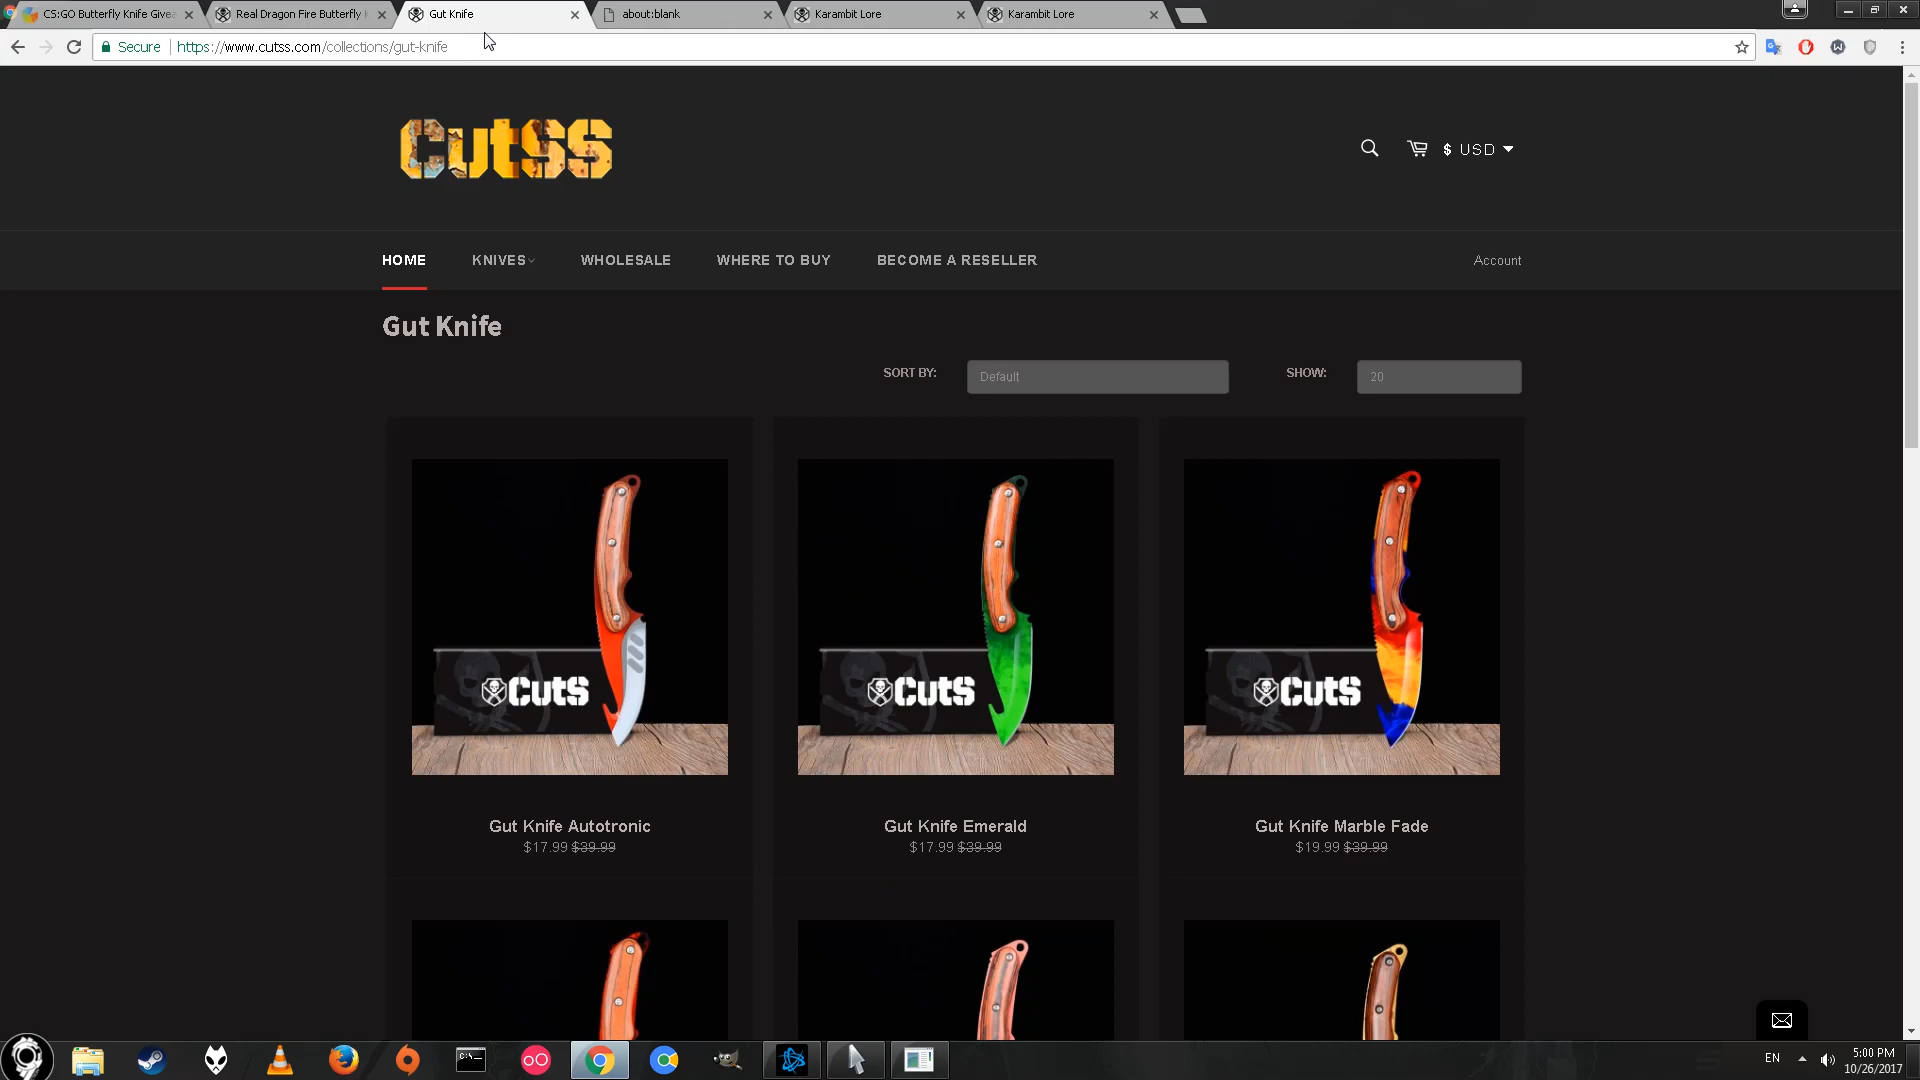 CS:GO Butterfly Knife Givea
Real Dragon Fire Butterfly K
Gut Knife
about:blank
Karambit Lore
Karambit Lore
Secure
https://www.cutss.com/collections/gut-knife
CutSS
$ USD
HOME
KNIVES
WHOLESALE
WHERE TO BUY
BECOME A RESELLER
Account
Gut Knife
SORT BY:
Default
SHOW:
20
CutS
CutS
CutS
Gut Knife Autotronic
$17.99 $39.99
Gut Knife Emerald
$17.99 $39.99
Gut Knife Marble Fade
$19.99 $39.99
EN
5:00 PM
10/26/2017